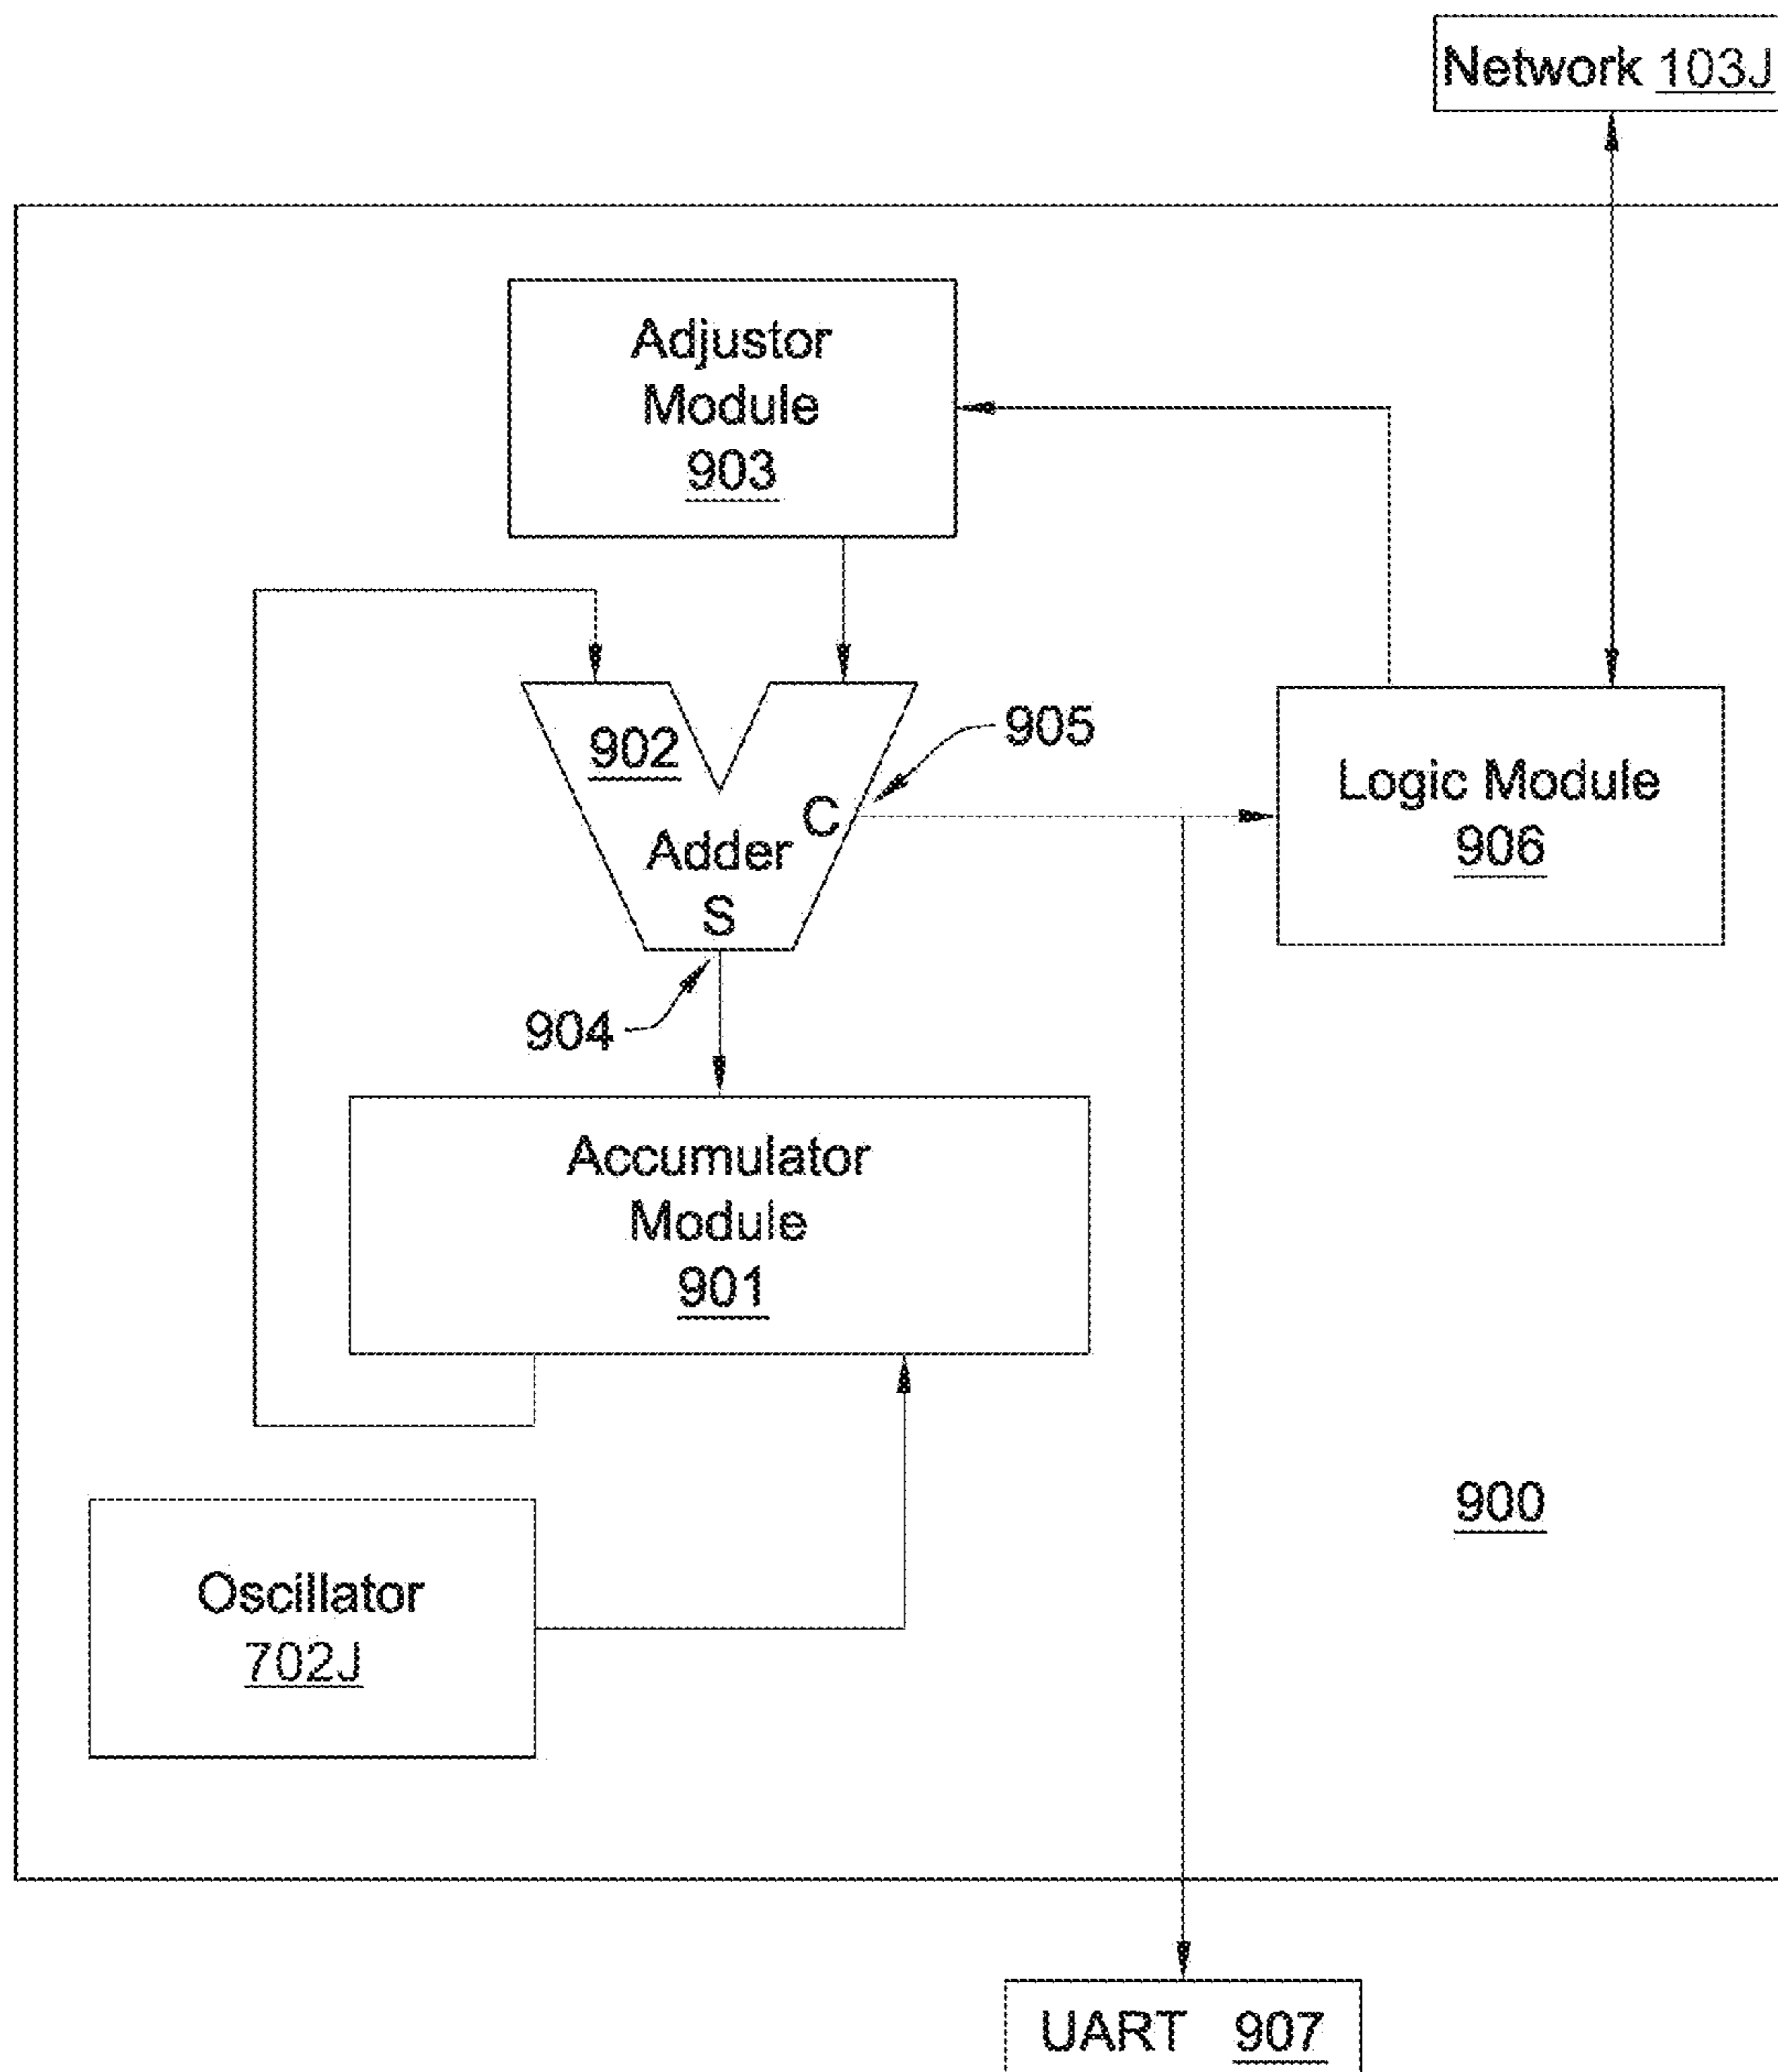 Network 103J
Adjustor
Module
903
902
905
C
Adder
S
Logic Module
906
904
Accumulator
Module
901
900
Oscillator
702J
UART 907